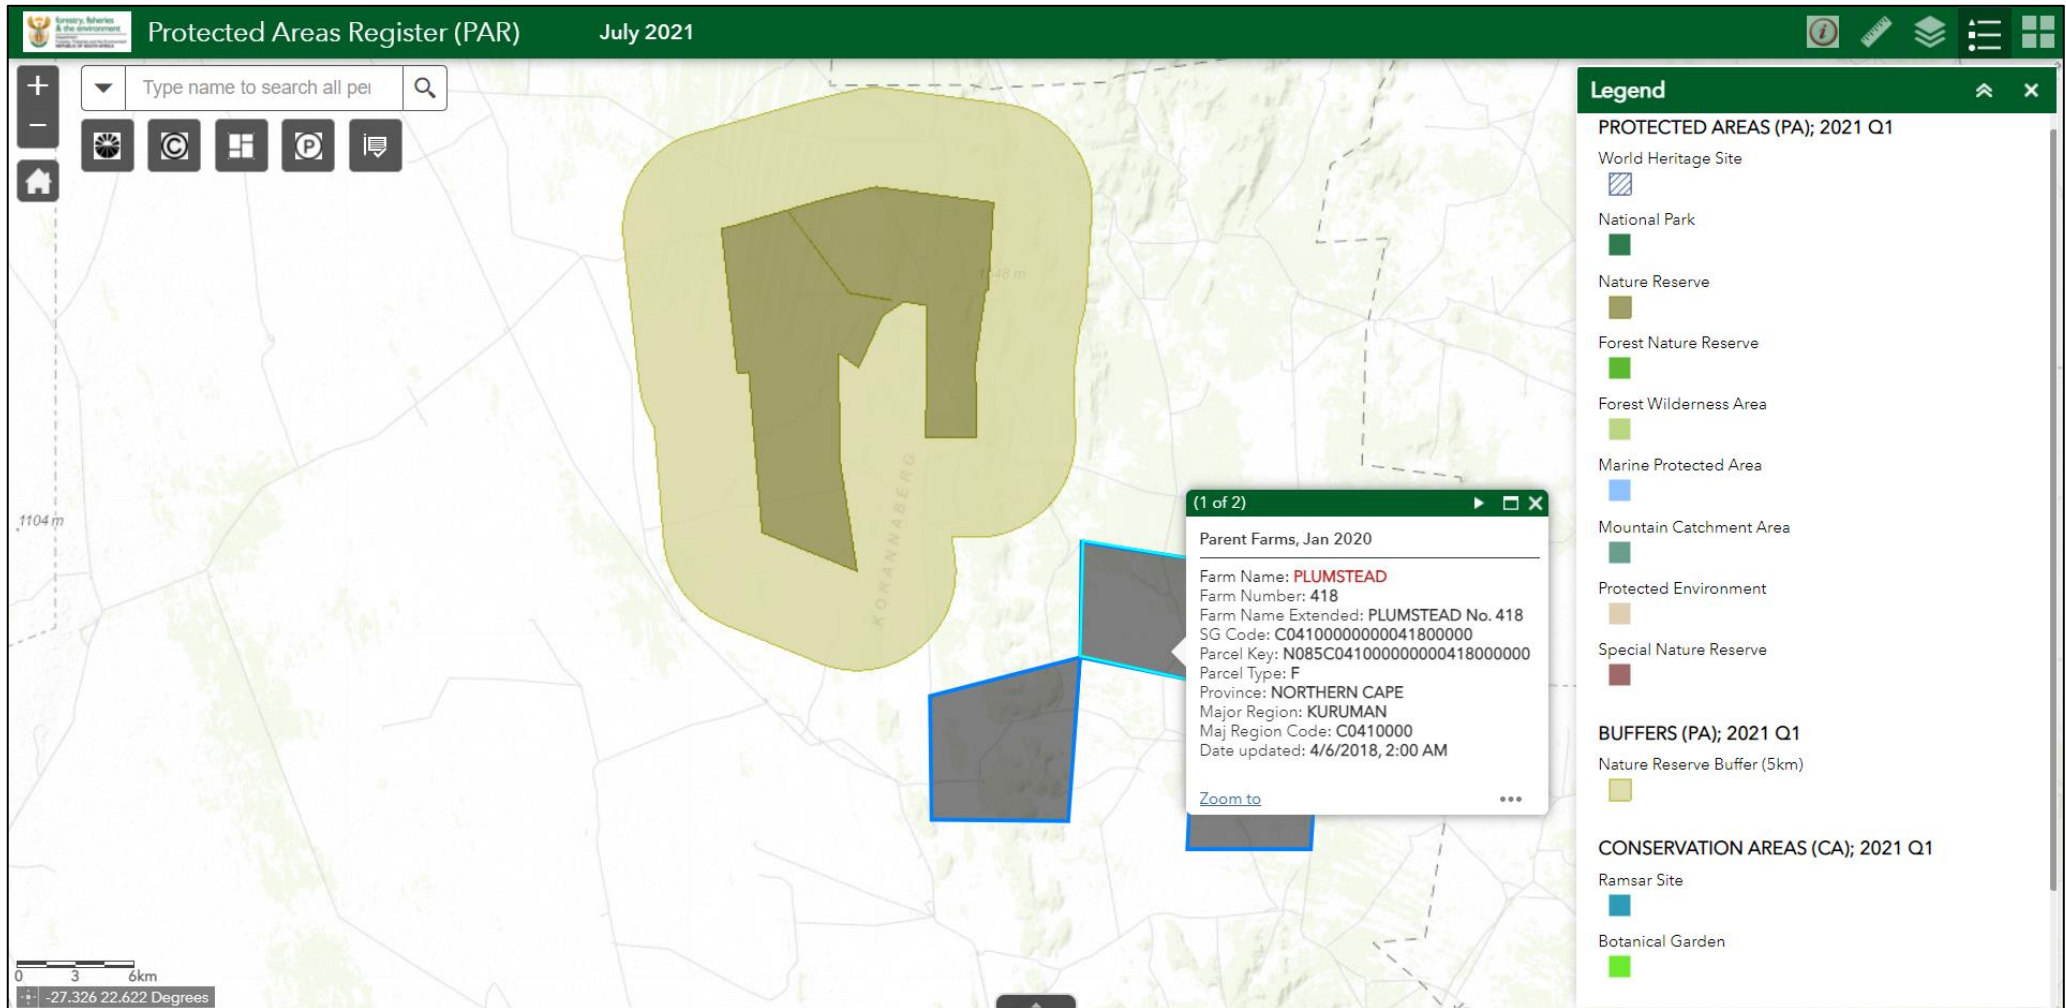 forestry, fisheries
& the environment
Protected Areas Register (PAR)
July 2021
Type name to search all per
Legend
PROTECTED AREAS (PA); 2021 Q1
World Heritage Site
National Park
Nature Reserve
Forest Nature Reserve
Forest Wilderness Area
Marine Protected Area
Mountain Catchment Area
Protected Environment
Special Nature Reserve
BUFFERS (PA); 2021 Q1
Nature Reserve Buffer (5km)
CONSERVATION AREAS (CA); 2021 Q1
Ramsar Site
Botanical Garden
1104 m
KORANNABERG
(1 of 2)
Parent Farms, Jan 2020
Farm Name: PLUMSTEAD
Farm Number: 418
Farm Name Extended: PLUMSTEAD No. 418
SG Code: C04100000000041800000
Parcel Key: N085C04100000000041800000
Parcel Type: F
Province: NORTHERN CAPE
Major Region: KURUMAN
Maj Region Code: C0410000
Date updated: 4/6/2018, 2:00 AM
Zoom to
0 3 6km
-27.326 22.622 Degrees